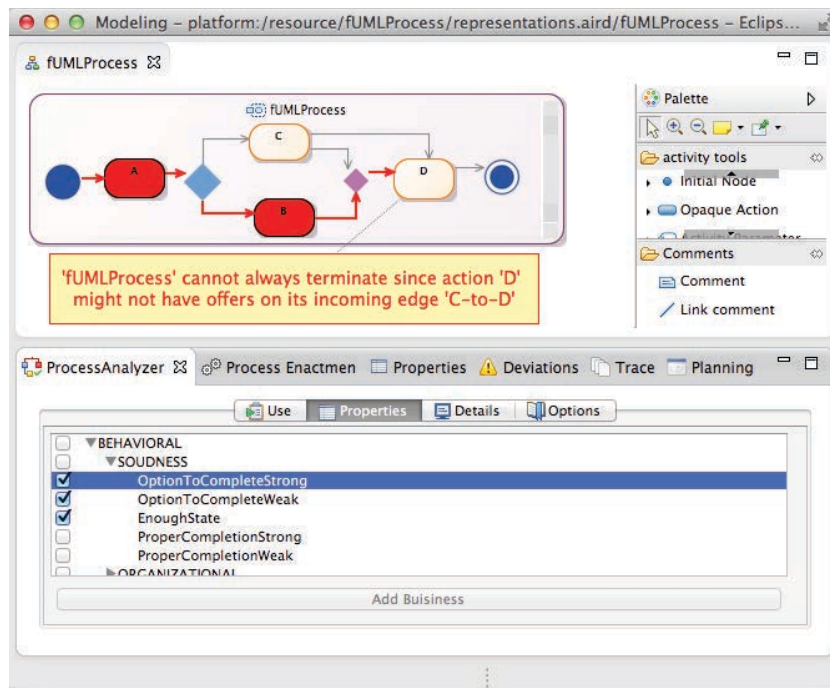 Modeling – platform:/resource/fUMLProcess/representations.aird/fUMLProcess – Eclips...
fUMLProcess
fUMLProcess
A
C
B
D
'fUMLProcess' cannot always terminate since action 'D'
might not have offers on its incoming edge 'C-to-D'
Palette
activity tools
Initial Node
Opaque Action
Comments
Comment
Link comment
ProcessAnalyzer Process Enactmen Properties Deviations Trace Planning
Use Properties Details Options
BEHAVIORAL
SOUDNESS
OptionToCompleteStrong
OptionToCompleteWeak
EnoughState
ProperCompletionStrong
ProperCompletionWeak
ORGANIZATIONAL
Add Buisiness